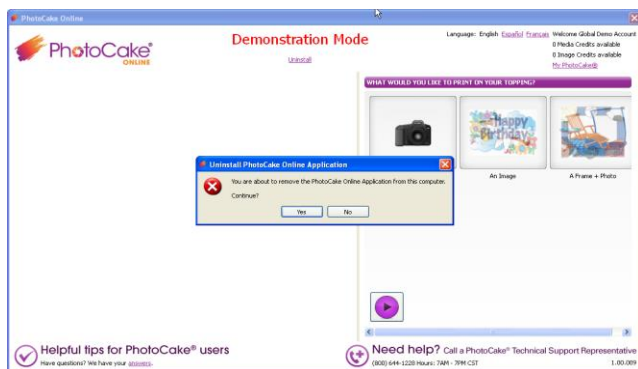 PhotoCake Online
PhotoCake®
ONLINE
Demonstration Mode
Uninstall
Language: English Español Français
Welcome Global Demo Account
0 Media Credits available
0 Image Credits available
My PhotoCake®
WHAT WOULD YOU LIKE TO PRINT ON YOUR TOPPING?
Happy
Birthday
An Image
A Frame + Photo
Uninstall PhotoCake Online Application
You are about to remove the PhotoCake Online Application from this computer.
Continue?
Yes
No
Helpful tips for PhotoCake® users
Have questions? We have your answers.
Need help? Call a PhotoCake® Technical Support Representative
(800) 644-1228 Hours: 7AM - 7PM CST
1.00.089